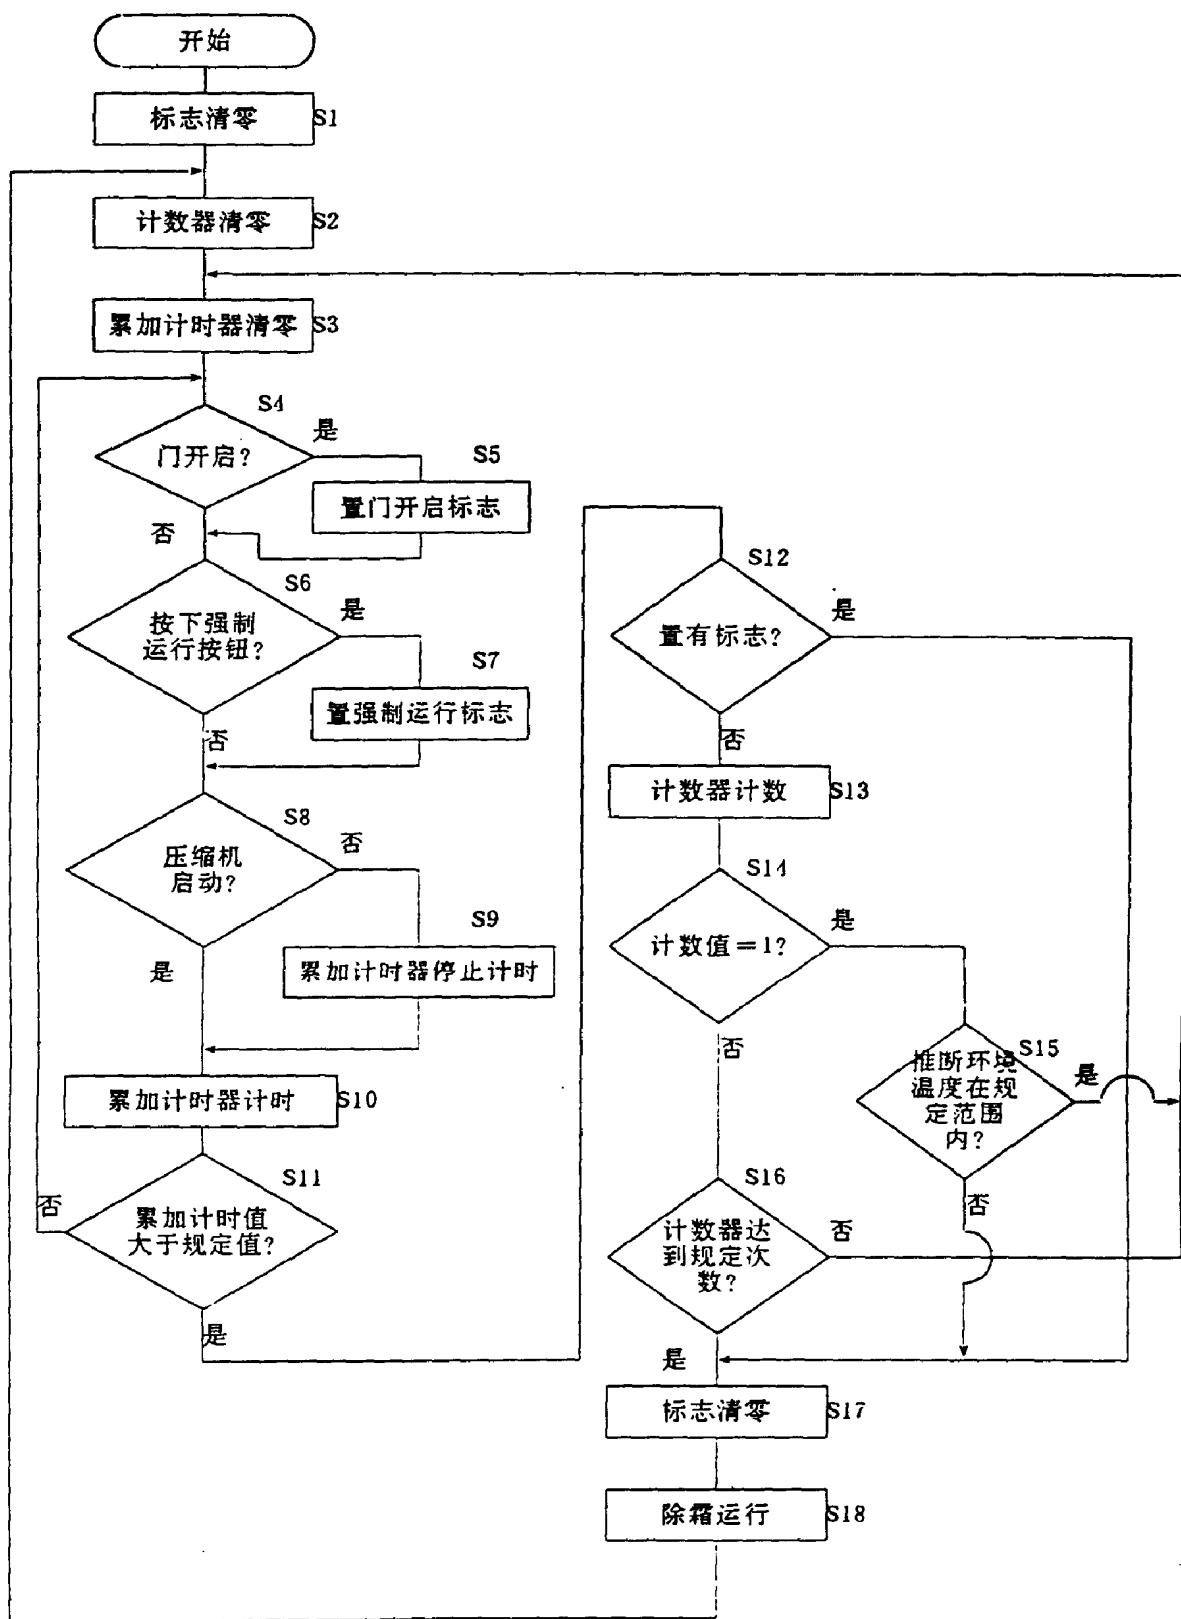 开始
标志清零 S1
计数器清零 S2
累加计时器清零 S3
S4
是
门开启?
S5
置门开启标志
否
S6
是
按下强制
运行按钮?
S7
置强制运行标志
否
S8
否
压缩机
启动?
S9
累加计时器停止计时
是
累加计时器计时 S10
S11
否
累加计时值
大于规定值?
是
S12
是
置有标志?
否
计数器计数 S13
S14
是
计数值=1?
否
S15
是
推断环境
温度在规
定范围
内?
否
S16
否
计数器达
到规定次
数?
是
标志清零 S17
除霜运行 S18